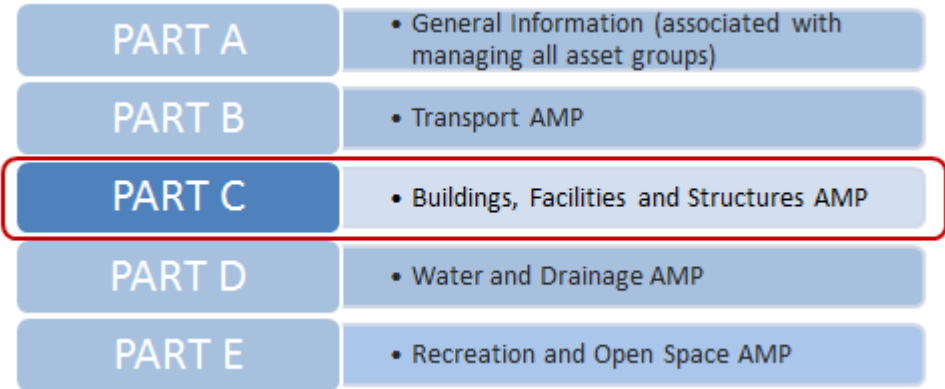 PART A
• General Information (associated with
managing all asset groups)
PART B
• Transport AMP
PART C
• Buildings, Facilities and Structures AMP
PART D
• Water and Drainage AMP
PART E
• Recreation and Open Space AMP